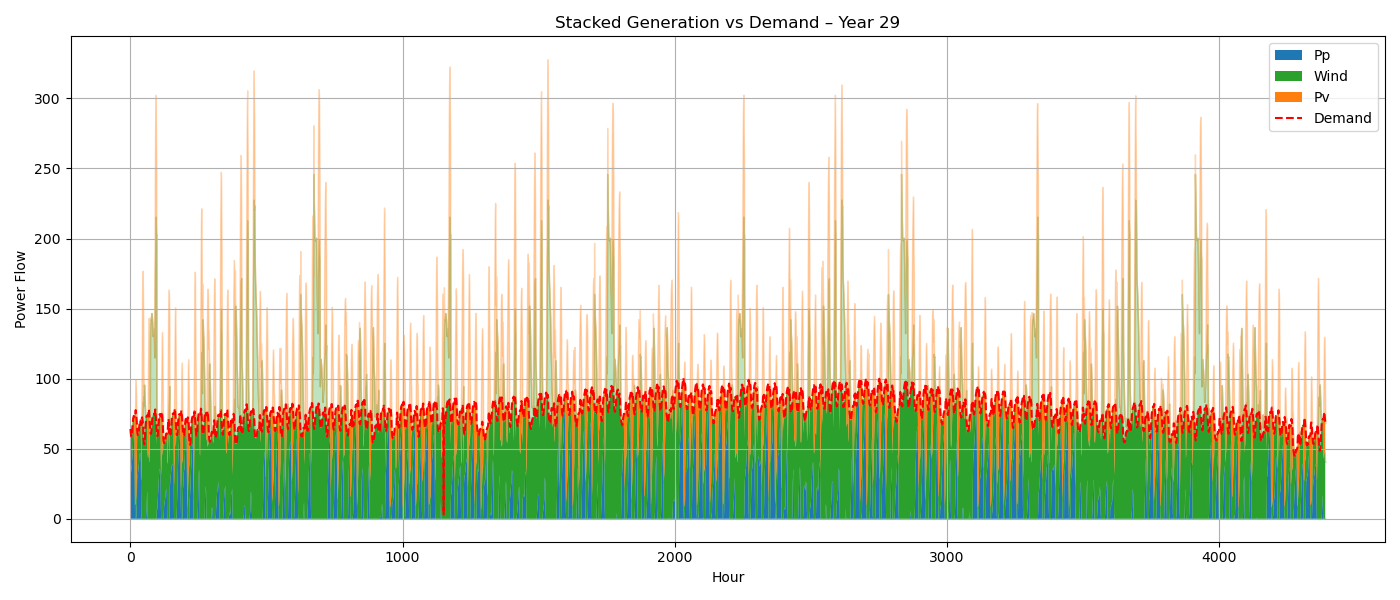 Stacked Generation vs Demand – Year 29
Pp
Wind
Pv
Demand
Power Flow
300
250
200
150
100
50
0
0 1000 2000 3000 4000
Hour